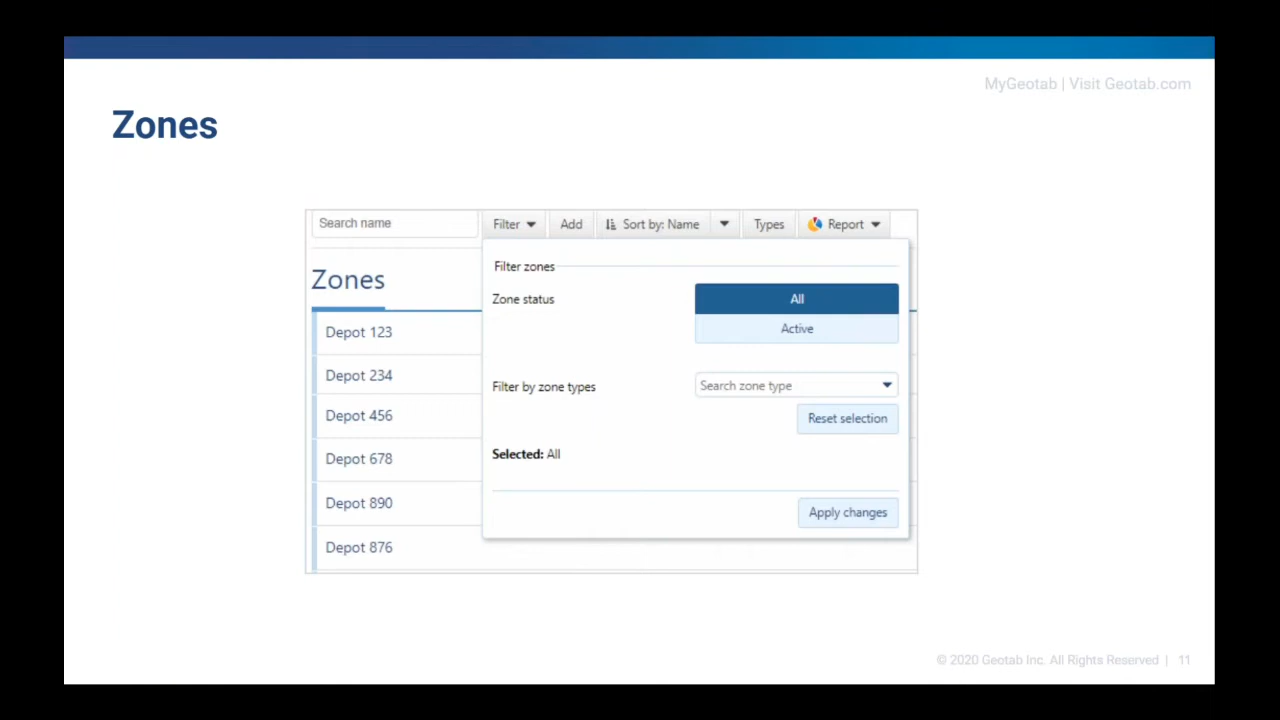 MyGeotab | Visit Geotab.com
Zones
Search name
Filter
Add
Sort by: Name
Types
Report
Zones
Depot 123
Depot 234
Depot 456
Depot 678
Depot 890
Depot 876
Filter zones
Zone status
All
Active
Filter by zone types
Search zone type
Reset selection
Selected: All
Apply changes
© 2020 Geotab Inc. All Rights Reserved | 11